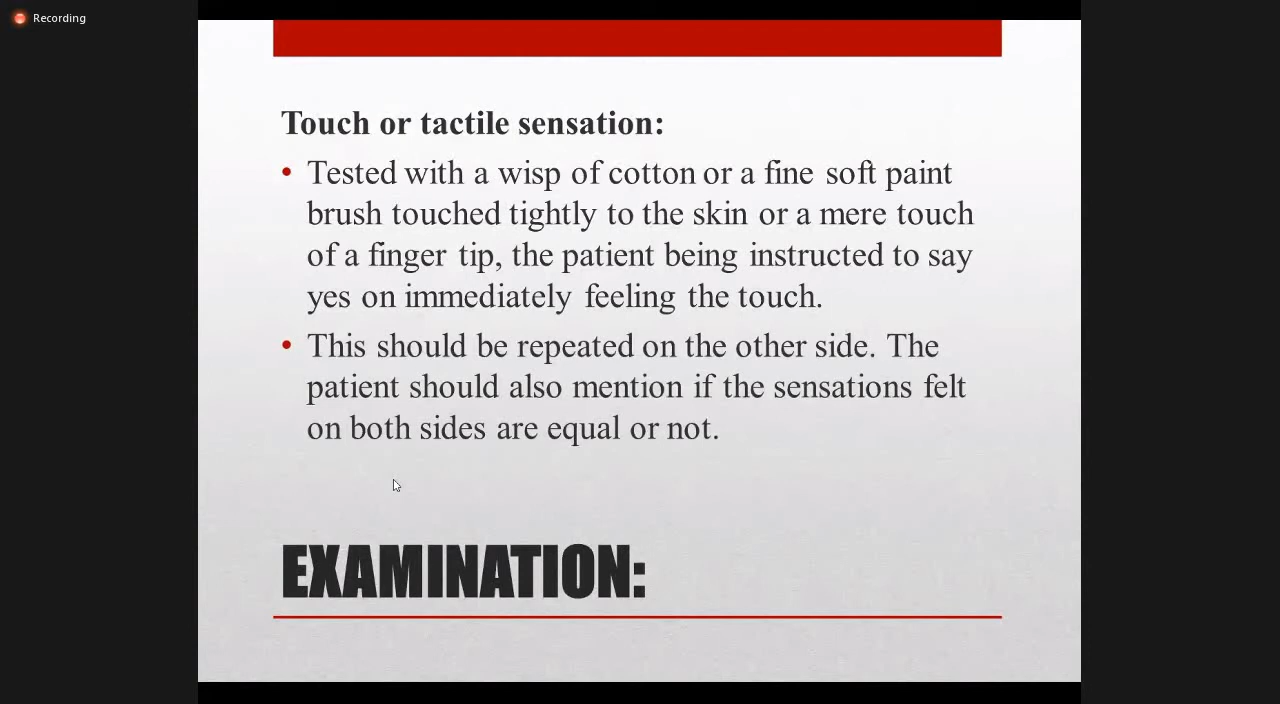 Recording
Touch or tactile sensation:
• Tested with a wisp of cotton or a fine soft paint
brush touched tightly to the skin or a mere touch
of a finger tip, the patient being instructed to say
yes on immediately feeling the touch.
• This should be repeated on the other side. The
patient should also mention if the sensations felt
on both sides are equal or not.
EXAMINATION: